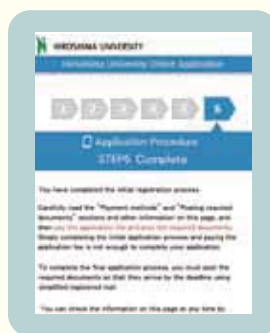 HIROSHIMA UNIVERSITY
Hiroshima University Online Application
1 2 3 4 5 6
Application Procedure
STEP6 Complete
You have completed the initial registration process.
Carefully read the "Payment methods" and "Posting required
documents" sections and other information on this page, and
then pay the application fee and post the required documents.
Simply completing the initial application process and paying the
application fee is not enough to complete your application.
To complete the final application process, you must post the
required documents so that they arrive by the deadline using
simplified registered mail.
You can check the information on this page at any time by